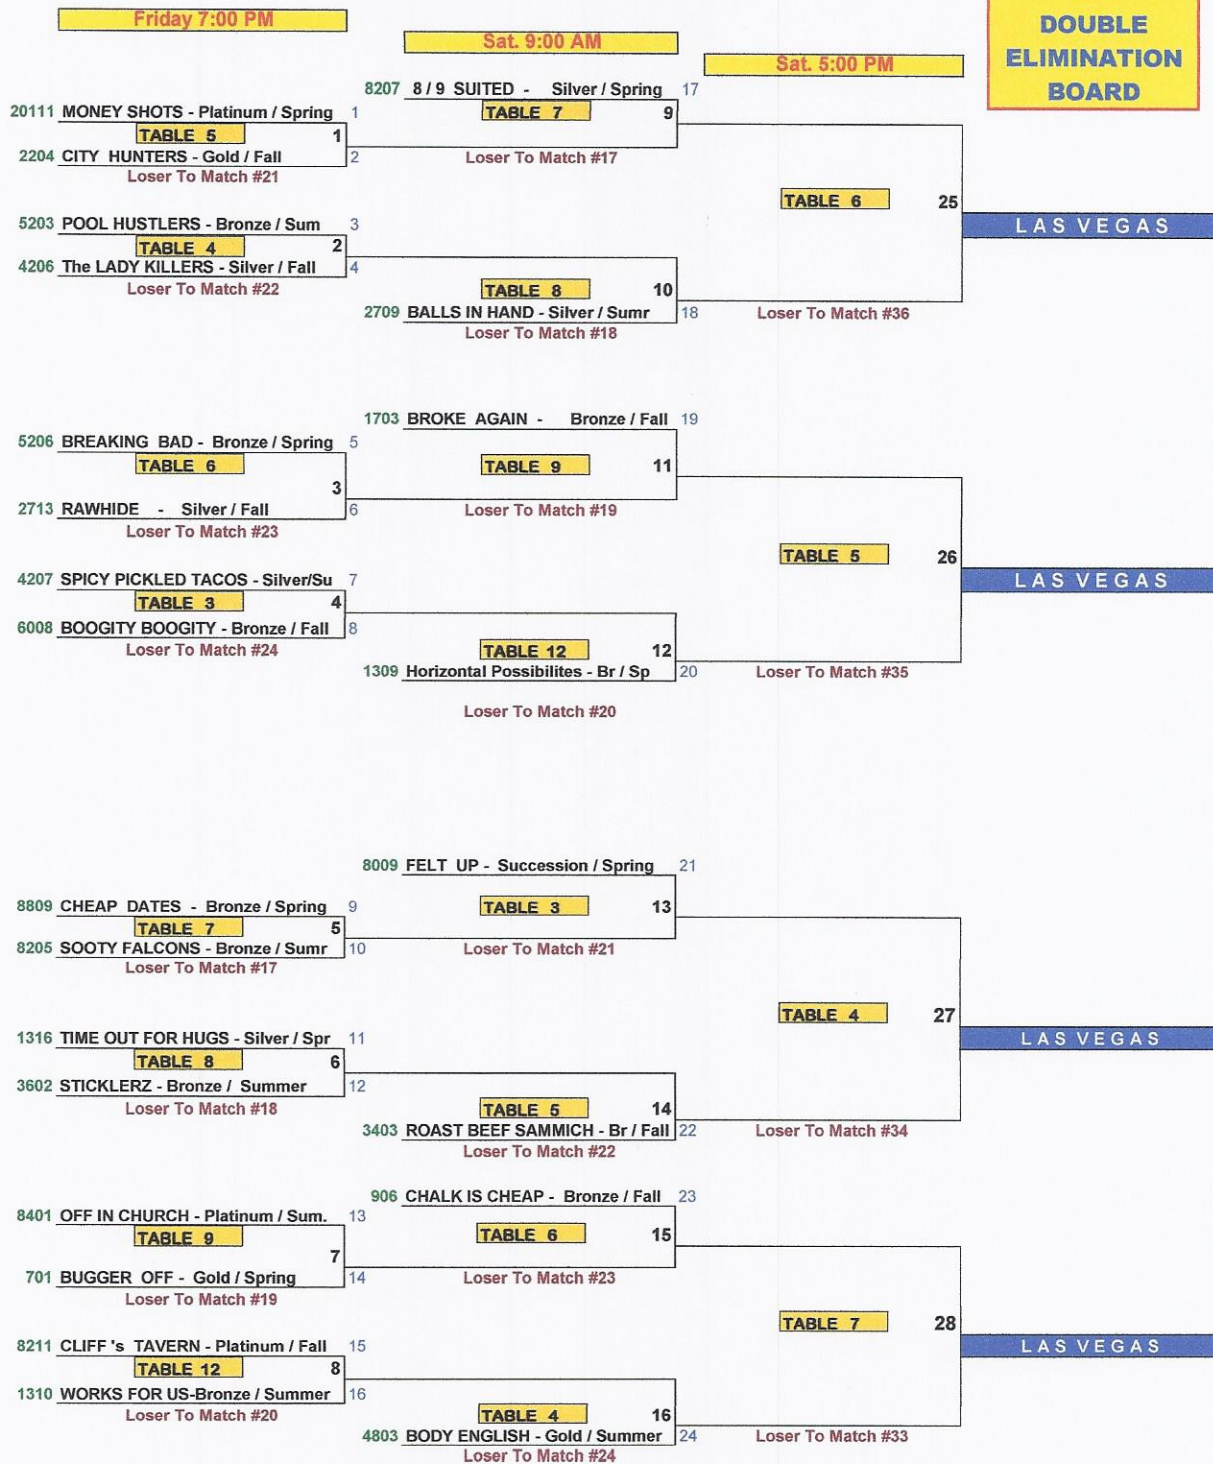 Friday 7:00 PM
Sat. 9:00 AM
Sat. 5:00 PM
DOUBLE
ELIMINATION
BOARD
8207 8 / 9 SUITED - Silver / Spring 17
20111 MONEY SHOTS - Platinum / Spring 1
TABLE 7 9
TABLE 5 1
2204 CITY HUNTERS - Gold / Fall 2
Loser To Match #17
Loser To Match #21
TABLE 6 25
5203 POOL HUSTLERS - Bronze / Sum 3
LAS VEGAS
TABLE 4 2
4206 The LADY KILLERS - Silver / Fall 4
Loser To Match #22
TABLE 8 10
2709 BALLS IN HAND - Silver / Sumr 18
Loser To Match #36
Loser To Match #18
1703 BROKE AGAIN - Bronze / Fall 19
5206 BREAKING BAD - Bronze / Spring 5
TABLE 6
TABLE 9 11
3
2713 RAWHIDE - Silver / Fall 6
Loser To Match #19
Loser To Match #23
TABLE 5 26
4207 SPICY PICKLED TACOS - Silver/Su 7
LAS VEGAS
TABLE 3 4
6008 BOOGITY BOOGITY - Bronze / Fall 8
Loser To Match #24
TABLE 12 12
1309 Horizontal Possibilites - Br / Sp 20
Loser To Match #35
Loser To Match #20
8009 FELT UP - Succession / Spring 21
8809 CHEAP DATES - Bronze / Spring 9
TABLE 3 13
TABLE 7 5
8205 SOOTY FALCONS - Bronze / Sumr 10
Loser To Match #21
Loser To Match #17
TABLE 4 27
1316 TIME OUT FOR HUGS - Silver / Spr 11
LAS VEGAS
TABLE 8 6
3602 STICKLERZ - Bronze / Summer 12
Loser To Match #18
TABLE 5 14
3403 ROAST BEEF SAMMICH - Br / Fall 22
Loser To Match #34
Loser To Match #22
906 CHALK IS CHEAP - Bronze / Fall 23
8401 OFF IN CHURCH - Platinum / Sum. 13
TABLE 9
TABLE 6 15
7
701 BUGGER OFF - Gold / Spring 14
Loser To Match #23
Loser To Match #19
TABLE 7 28
8211 CLIFF 's TAVERN - Platinum / Fall 15
LAS VEGAS
TABLE 12 8
1310 WORKS FOR US-Bronze / Summer 16
Loser To Match #20
TABLE 4 16
4803 BODY ENGLISH - Gold / Summer 24
Loser To Match #33
Loser To Match #24